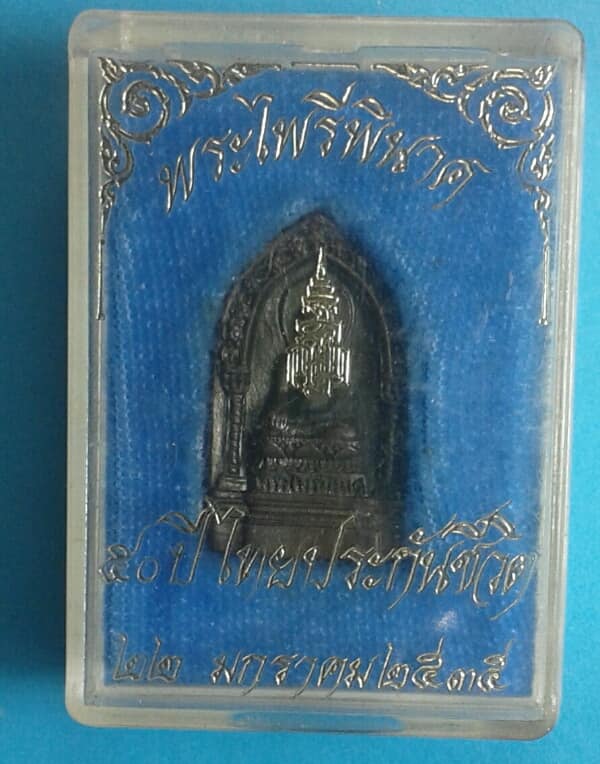 พระไพรีพินาศ
๕๐ ปี ไทยประกันชีวิต
๒๒ มกราคม ๒๕๓๕